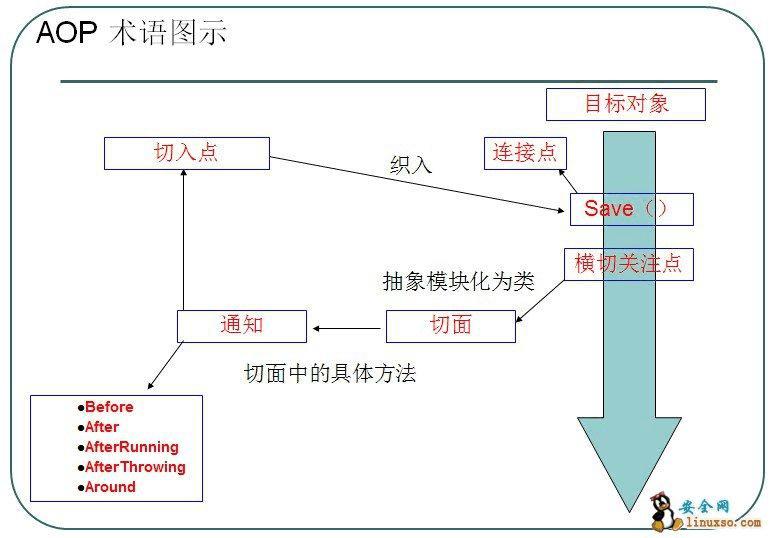 AOP 术语图示
目标对象
切入点
织入
连接点
Save（）
横切关注点
抽象模块化为类
通知
切面
切面中的具体方法
●Before
●After
●AfterRunning
●AfterThrowing
●Around
安全网
linuxso.com